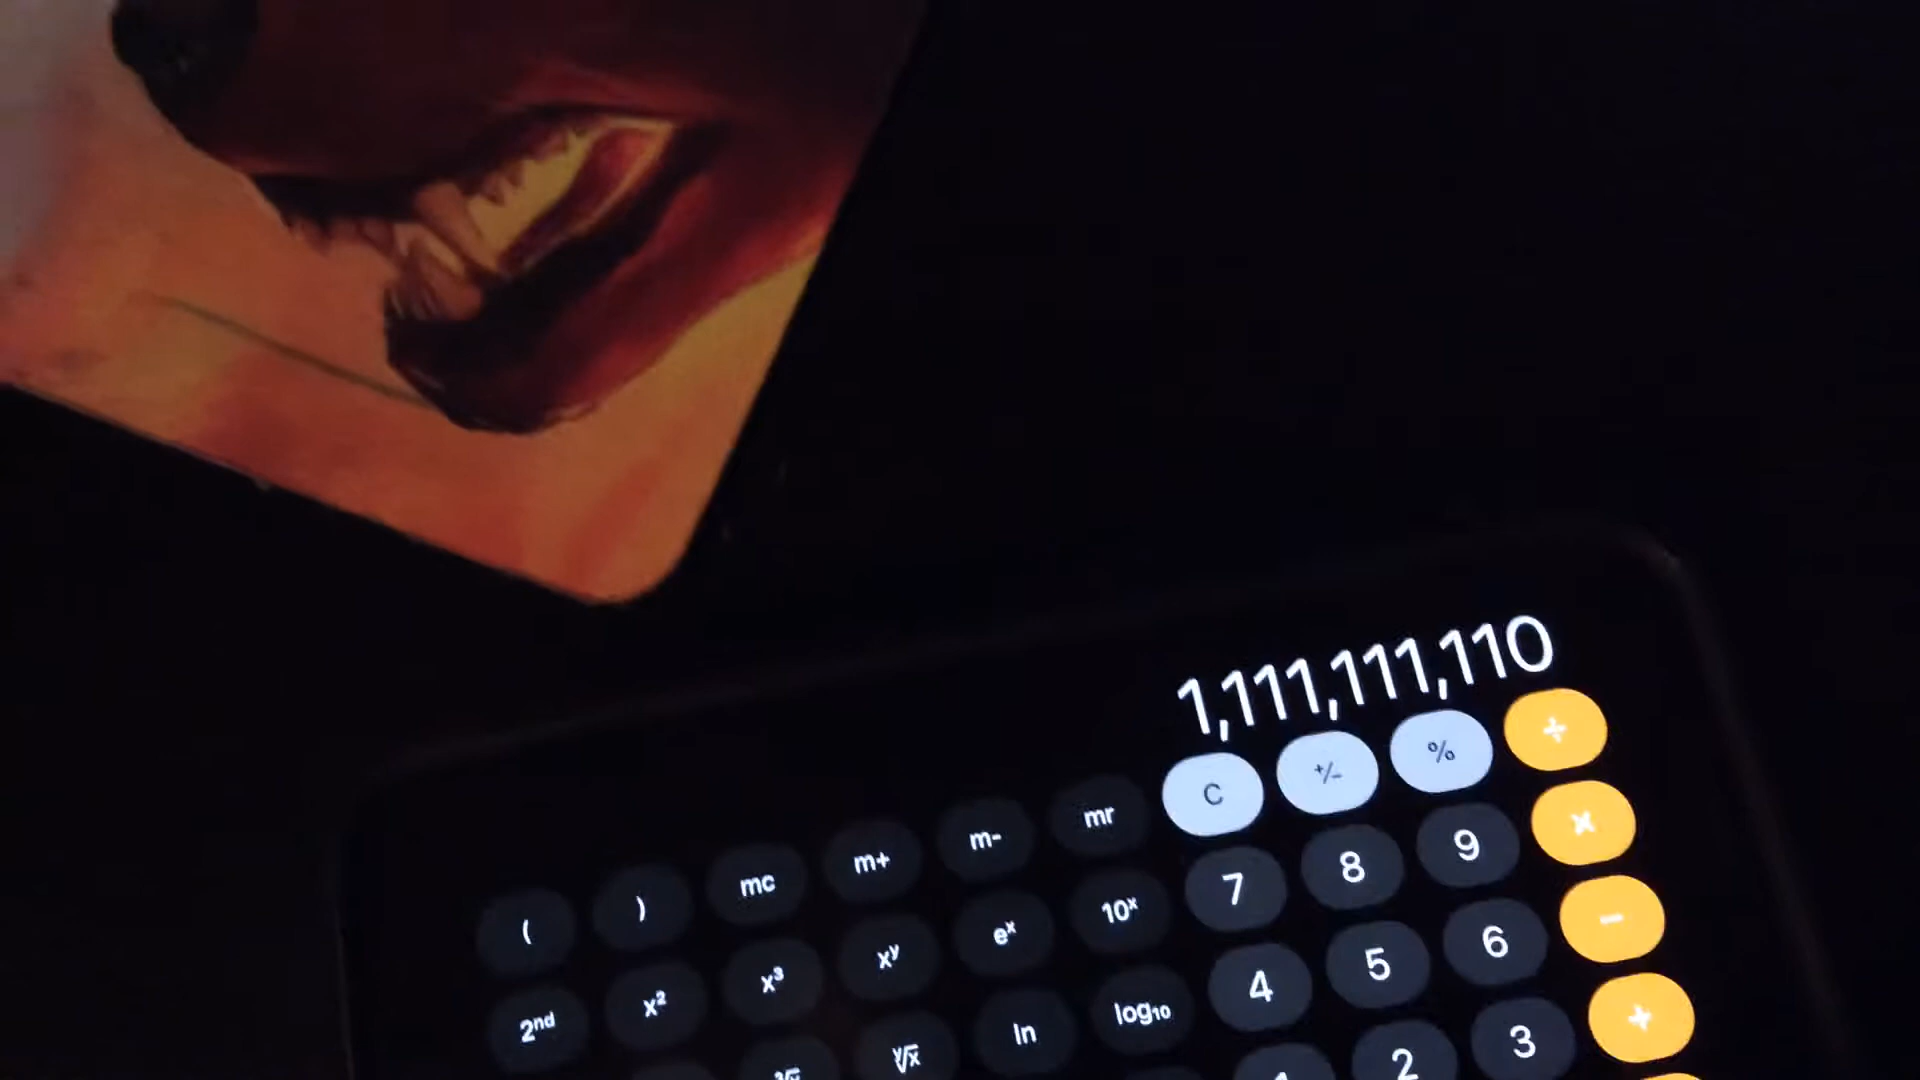 1,111,111,110
( ) mc m+ m- mr C +/- % ÷
2nd x² x³ xʸ eˣ 10ˣ 7 8 9 ×
ʸ√x ln log₁₀ 4 5 6 −
2 3 +